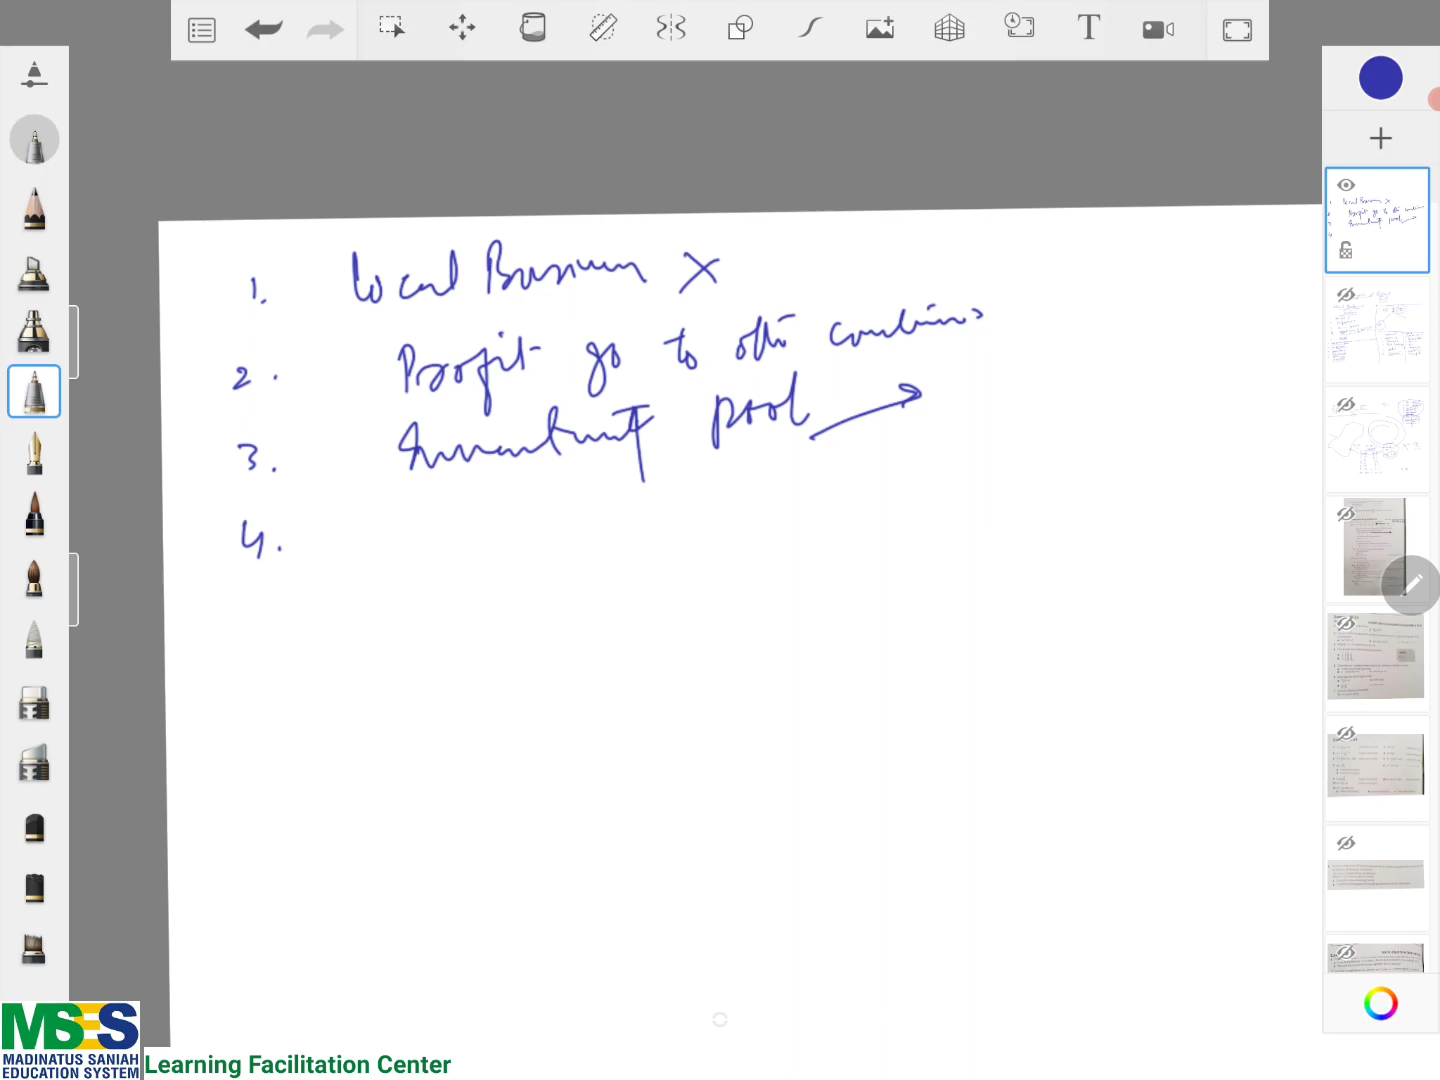 1. Local Business X
2. Profit go to other countries
3. Investment pool
4.
T
MSES
MADINATUS SANIAH
EDUCATION SYSTEM
Learning Facilitation Center